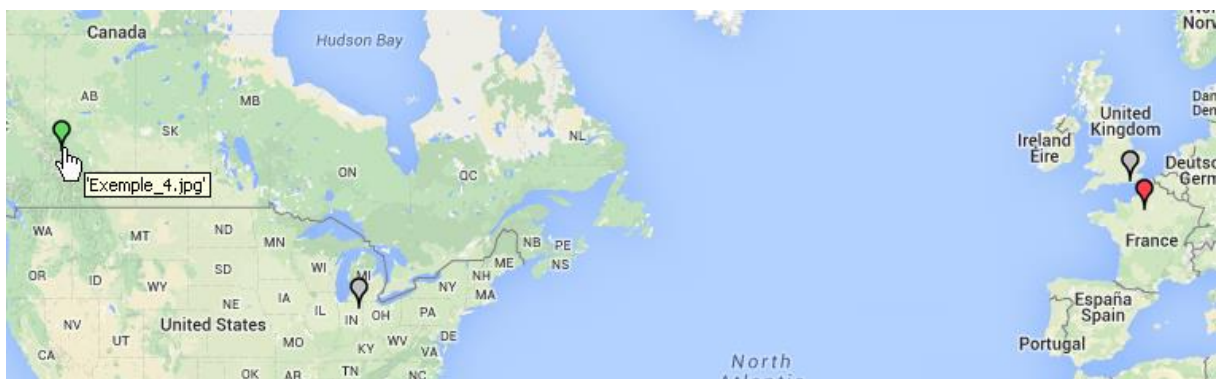 Canada
Hudson Bay
AB
MB
SK
ON
QC
NL
'Exemple_4.jpg'
WA
MT
ND
MN
OR
ID
WY
SD
WI
MI
NB
PE
NS
ME
NH
NY
MA
NE
IA
IL
IN
OH
PA
NV
UT
United States
MO
KY
WV
VA
DE
CA
OK
AR
TN
NC
North
United
Kingdom
Ireland
Éire
France
España
Spain
Portugal